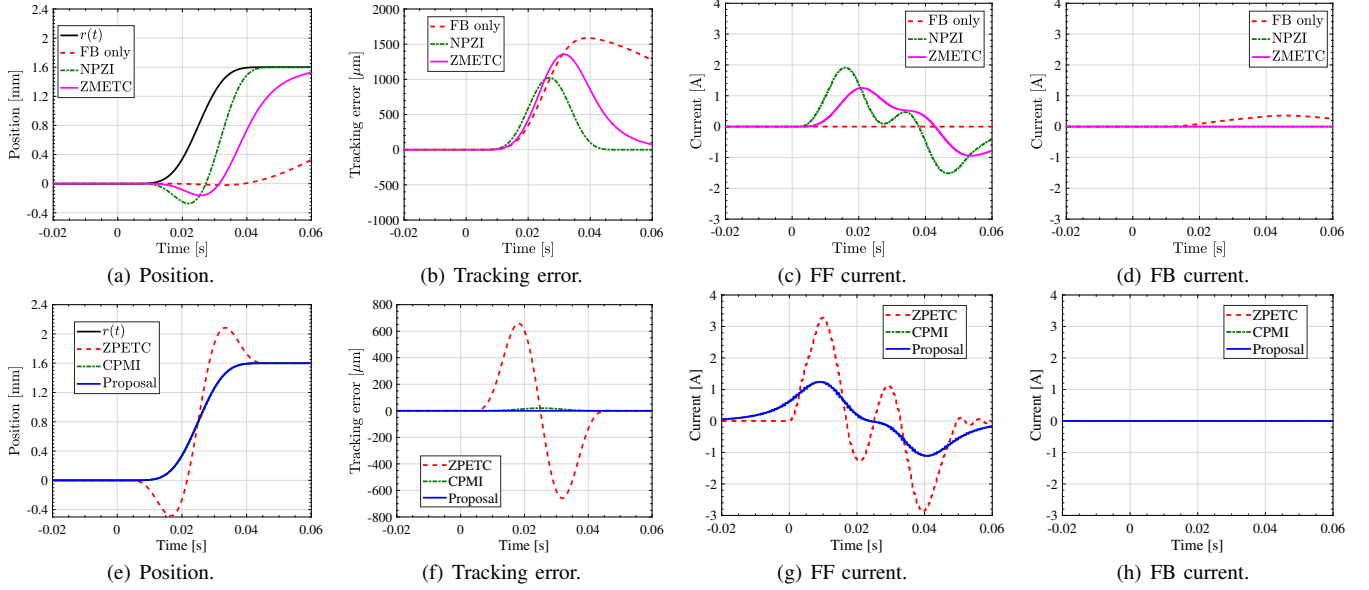 2.4
2
1.6
1.2
0.8
0.4
0
-0.4
Position [mm]
r(t)
FB only
NPZI
ZMETC
-0.02 0 0.02 0.04 0.06
Time [s]
(a) Position.
2000
1500
1000
500
0
-500
-1000
Tracking error [μm]
FB only
NPZI
ZMETC
-0.02 0 0.02 0.04 0.06
Time [s]
(b) Tracking error.
4
3
2
1
0
-1
-2
-3
Current [A]
FB only
NPZI
ZMETC
-0.02 0 0.02 0.04 0.06
Time [s]
(c) FF current.
4
3
2
1
0
-1
-2
-3
Current [A]
FB only
NPZI
ZMETC
-0.02 0 0.02 0.04 0.06
Time [s]
(d) FB current.
2.4
2
1.6
1.2
0.8
0.4
0
-0.4
Position [mm]
r(t)
ZPETC
CPMI
Proposal
-0.02 0 0.02 0.04 0.06
Time [s]
(e) Position.
800
600
400
200
0
-200
-400
-600
-800
Tracking error [μm]
ZPETC
CPMI
Proposal
-0.02 0 0.02 0.04 0.06
Time [s]
(f) Tracking error.
4
3
2
1
0
-1
-2
-3
Current [A]
ZPETC
CPMI
Proposal
-0.02 0 0.02 0.04 0.06
Time [s]
(g) FF current.
4
3
2
1
0
-1
-2
-3
Current [A]
ZPETC
CPMI
Proposal
-0.02 0 0.02 0.04 0.06
Time [s]
(h) FB current.